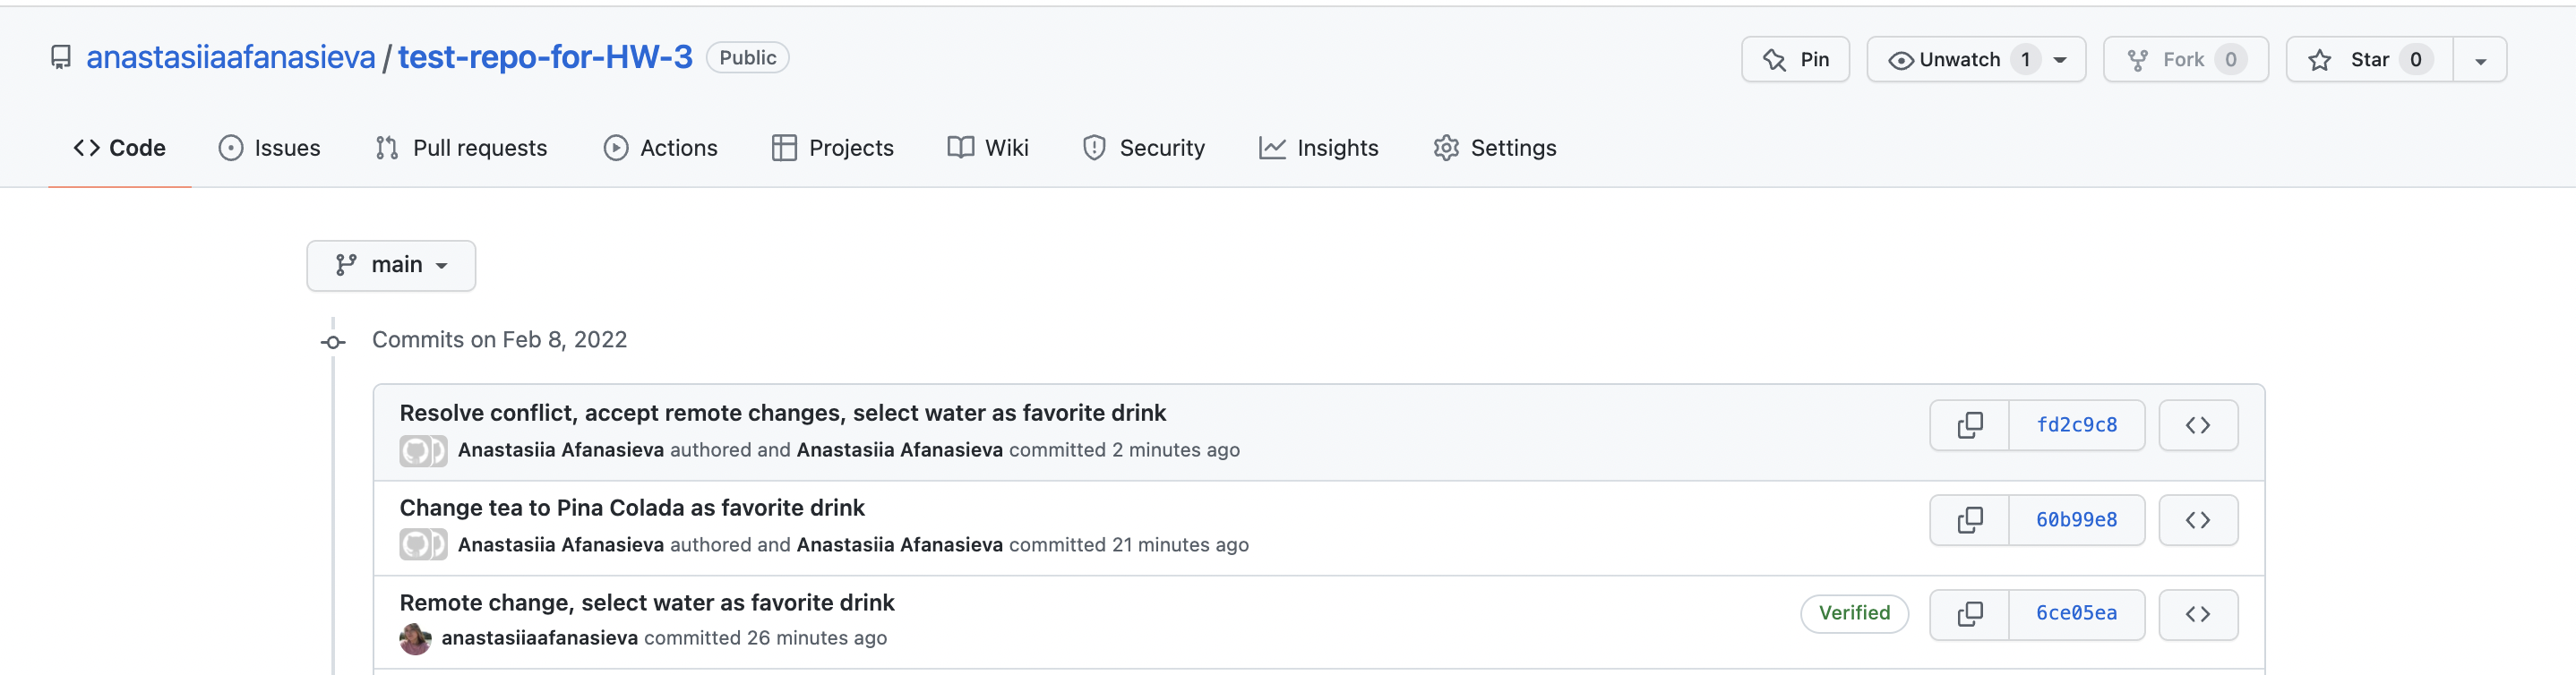 anastasiiaafanasieva / test-repo-for-HW-3 Public Pin Unwatch 1 Fork 0 Star 0
Code Issues Pull requests Actions Projects Wiki Security Insights Settings
main
Commits on Feb 8, 2022
Resolve conflict, accept remote changes, select water as favorite drink
Anastasiia Afanasieva authored and Anastasiia Afanasieva committed 2 minutes ago
fd2c9c8
Change tea to Pina Colada as favorite drink
Anastasiia Afanasieva authored and Anastasiia Afanasieva committed 21 minutes ago
60b99e8
Remote change, select water as favorite drink
anastasiiaafanasieva committed 26 minutes ago
Verified 6ce05ea